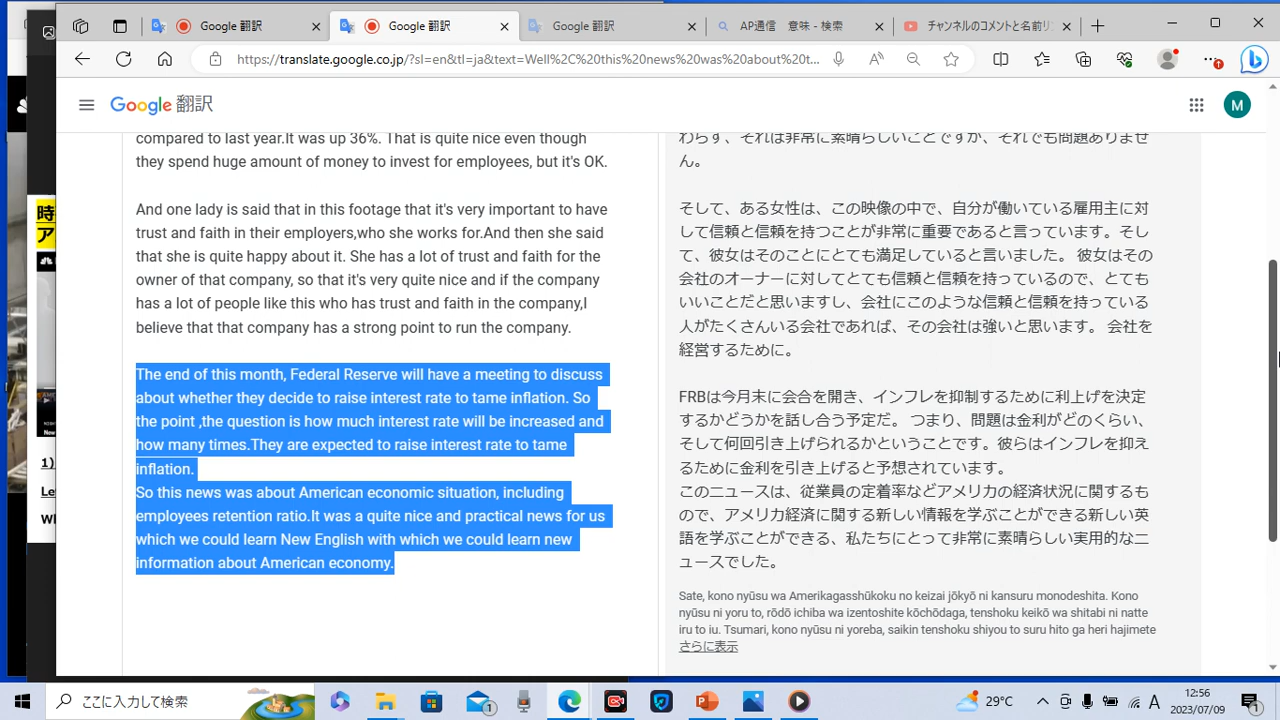 Google 翻訳
Google 翻訳
Google 翻訳
AP通信 意味 - 検索
チャンネルのコメントと名前リ
https://translate.google.co.jp/?sl=en&tl=ja&text=Well%2C%20this%20news%20was%20about%20t...
Google 翻訳
M
compared to last year.It was up 36%. That is quite nice even though
they spend huge amount of money to invest for employees, but it's OK.
And one lady is said that in this footage that it's very important to have
trust and faith in their employers,who she works for.And then she said
that she is quite happy about it. She has a lot of trust and faith for the
owner of that company, so that it's very quite nice and if the company
has a lot of people like this who has trust and faith in the company,I
believe that that company has a strong point to run the company.
The end of this month, Federal Reserve will have a meeting to discuss
about whether they decide to raise interest rate to tame inflation. So
the point ,the question is how much interest rate will be increased and
how many times.They are expected to raise interest rate to tame
inflation.
So this news was about American economic situation, including
employees retention ratio.It was a quite nice and practical news for us
which we could learn New English with which we could learn new
information about American economy.
わらず、それは非常に素晴らしいことですが、それでも問題ありませ
ん。
そして、ある女性は、この映像の中で、自分が働いている雇用主に対
して信頼と信頼を持つことが非常に重要であると言っています。そし
て、彼女はそのことにとても満足していると言いました。 彼女はその
会社のオーナーに対してとても信頼と信頼を持っているので、とても
いいことだと思いますし、会社にこのような信頼と信頼を持っている
人がたくさんいる会社であれば、その会社は強いと思います。 会社を
経営するために。
FRBは今月末に会合を開き、インフレを抑制するために利上げを決定
するかどうかを話し合う予定だ。 つまり、問題は金利がどのくらい、
そして何回引き上げられるかということです。彼らはインフレを抑え
るために金利を引き上げると予想されています。
このニュースは、従業員の定着率などアメリカの経済状況に関するも
ので、アメリカ経済に関する新しい情報を学ぶことができる新しい英
語を学ぶことができる、私たちにとって非常に素晴らしい実用的なニ
ュースでした。
Sate, kono nyūsu wa Amerikagasshūkoku no keizai jōkyō ni kansuru monodeshita. Kono
nyūsu ni yoru to, rōdō ichiba wa izentoshite kōchōdaga, tenshoku keikō wa shitabi ni natte
iru to iu. Tsumari, kono nyūsu ni yoreba, saikin tenshoku shiyou to suru hito ga heri hajimete
さらに表示
時
ア
1)
Le
Wh
ここに入力して検索
1
29°C
A
12:56
2023/07/09
1